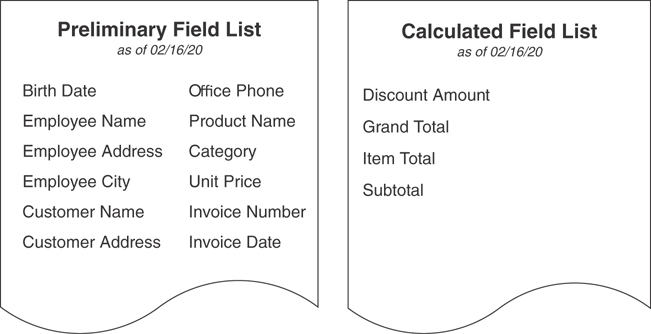 Preliminary Field List
as of 02/16/20
Birth Date
Employee Name
Employee Address
Employee City
Customer Name
Customer Address
Office Phone
Product Name
Category
Unit Price
Invoice Number
Invoice Date
Calculated Field List
as of 02/16/20
Discount Amount
Grand Total
Item Total
Subtotal